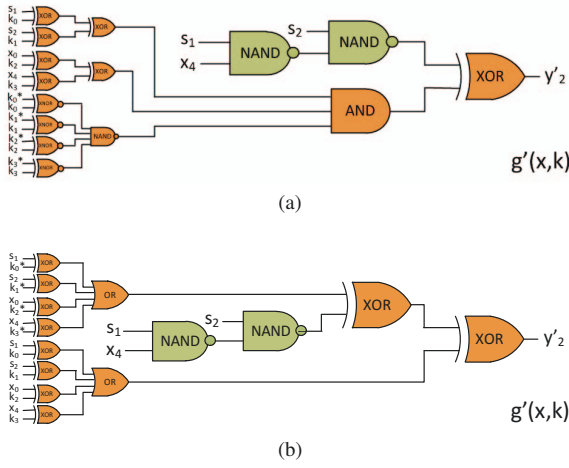 s1
k0
XOR
s2
k1
XOR
XOR
x0
k2
XOR
x4
k3
XOR
XOR
k0*
k0
XNOR
k1*
k1
XNOR
k2*
k2
XNOR
k3*
k3
XNOR
NAND
s1
x4
NAND
s2
NAND
AND
XOR
y'2
g'(x,k)
(a)
s1
k0*
XOR
s2
k1*
XOR
x0
k2*
XOR
x4
k3*
XOR
OR
s1
k0
XOR
s2
k1
XOR
x0
k2
XOR
x4
k3
XOR
OR
s1
x4
NAND
s2
NAND
XOR
XOR
y'2
g'(x,k)
(b)